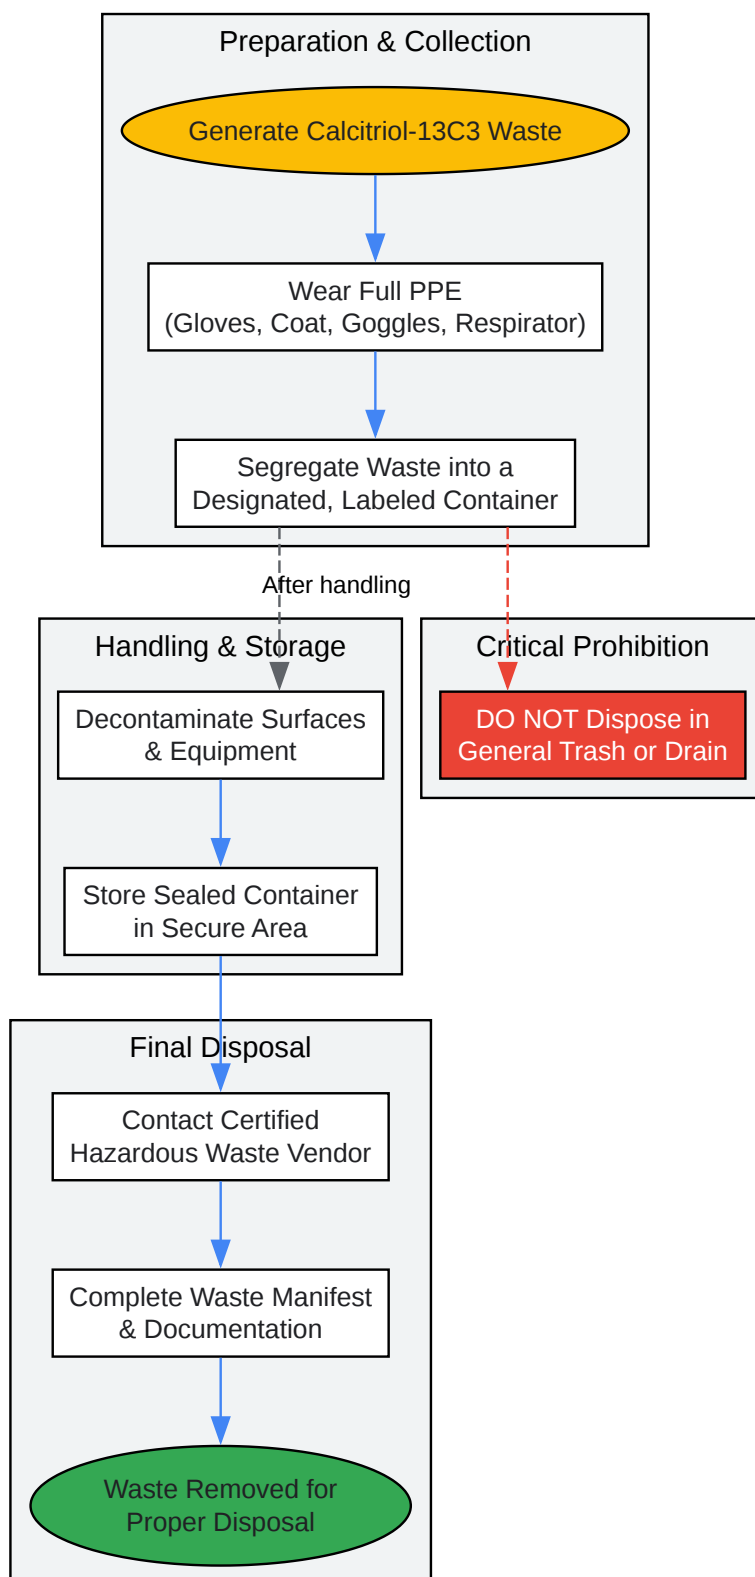 Preparation & Collection
Generate Calcitriol-13C3 Waste
Wear Full PPE
(Gloves, Coat, Goggles, Respirator)
Segregate Waste into a
Designated, Labeled Container
After handling
Handling & Storage
Decontaminate Surfaces
& Equipment
Store Sealed Container
in Secure Area
Critical Prohibition
DO NOT Dispose in
General Trash or Drain
Final Disposal
Contact Certified
Hazardous Waste Vendor
Complete Waste Manifest
& Documentation
Waste Removed for
Proper Disposal